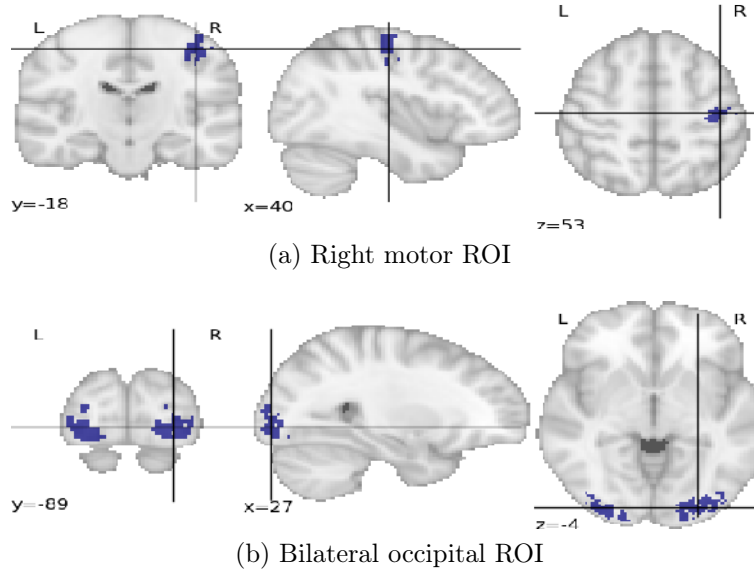 L R L R
y=-18 x=40 z=53
(a) Right motor ROI
L R L R
y=-89 x=27 z=-4
(b) Bilateral occipital ROI